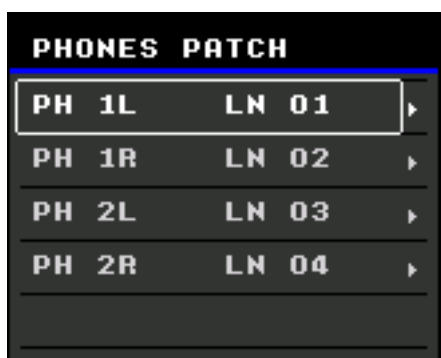 PHONES PATCH
PH 1L LN 01
PH 1R LN 02
PH 2L LN 03
PH 2R LN 04